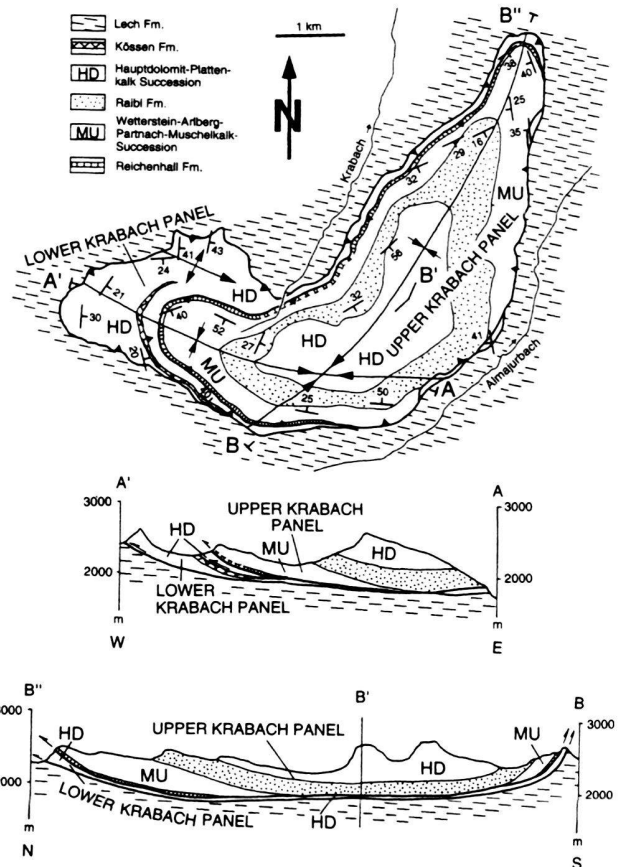 Lech Fm.
Kössen Fm.
HD
Hauptdolomit-Platten-
kalk Succession
Raibl Fm.
MU
Wetterstein-Arlberg-
Partnach-Muschelkalk-
Succession
Reichenhall Fm.
1 km
N
B"
38
40
25
35
16
29
32
MU
Krabach
LOWER KRABACH PANEL
UPPER KRABACH PANEL
41
43
24
A'
21
HD
56
B'
30
HD
40
52
32
27
HD
20
MU
HD
41
25
50
A
Almajurbach
B
A'
A
3000
3000
UPPER KRABACH
PANEL
HD
MU
HD
2000
2000
LOWER
KRABACH PANEL
m
m
W
E
B"
B'
B
3000
3000
HD
UPPER KRABACH PANEL
MU
HD
MU
2000
2000
LOWER KRABACH PANEL
HD
m
m
N
S